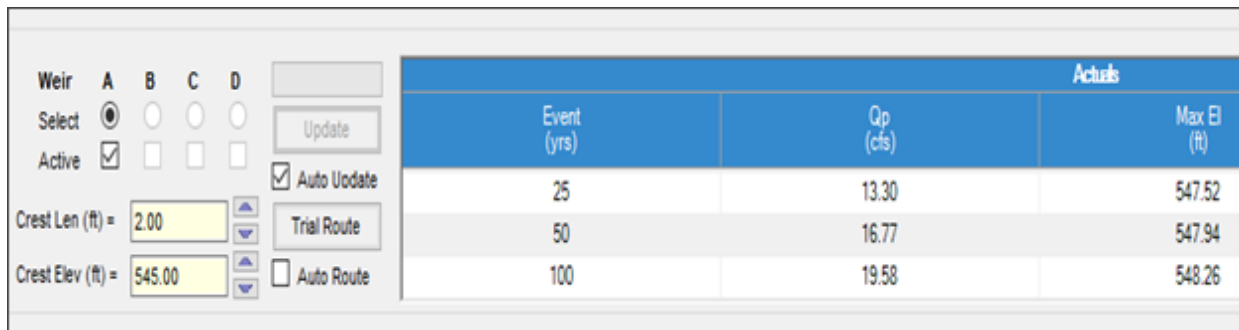 Weir A B C D
Select
Active
Update
Auto Uodate
Trial Route
Auto Route
Crest Len (ft) = 2.00
Crest Elev (ft) = 545.00
Actuals
Event (yrs) Qp (cfs) Max El (ft)
25 13.30 547.52
50 16.77 547.94
100 19.58 548.26